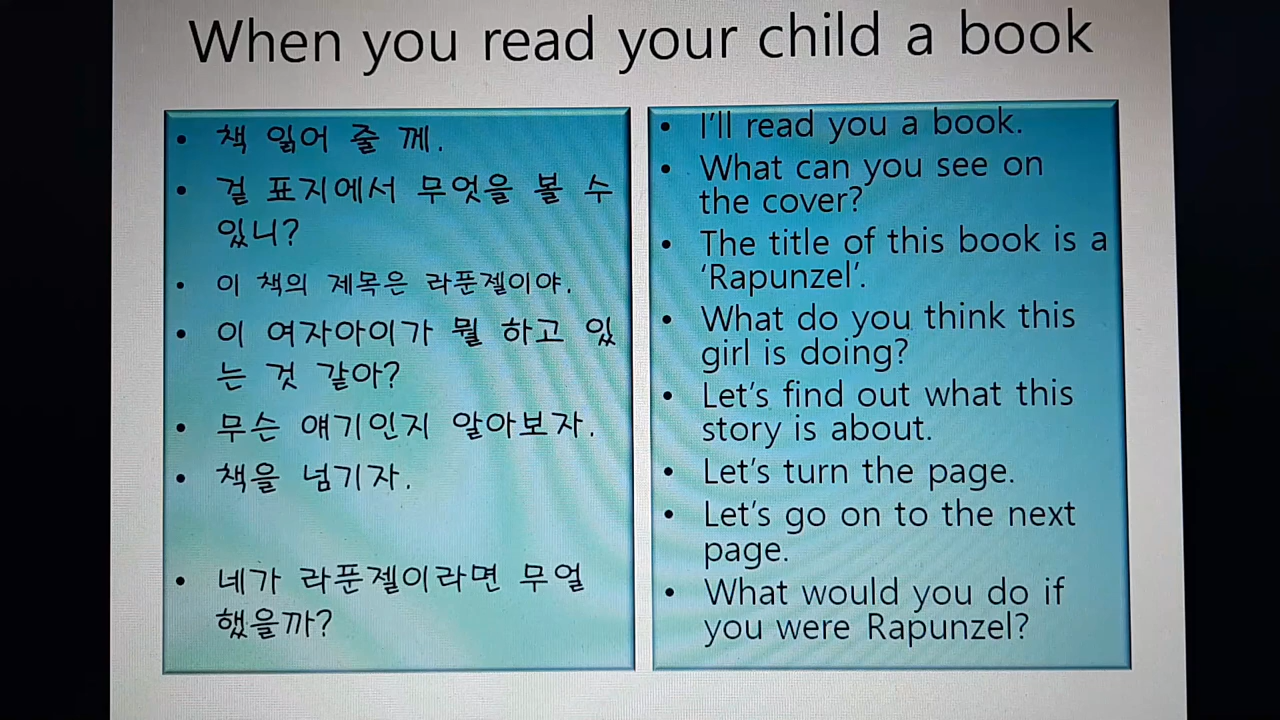 When you read your child a book
• 책 읽어 줄 께.
• 겉 표지에서 무엇을 볼 수
있니?
• 이 책의 제목은 라푼젤이야.
• 이 여자아이가 뭘 하고 있
는 것 같아?
• 무슨 얘기인지 알아보자.
• 책을 넘기자.
• 네가 라푼젤이라면 무얼
했을까?
• I'll read you a book.
• What can you see on
the cover?
• The title of this book is a
‘Rapunzel’.
• What do you think this
girl is doing?
• Let's find out what this
story is about.
• Let's turn the page.
• Let's go on to the next
page.
• What would you do if
you were Rapunzel?